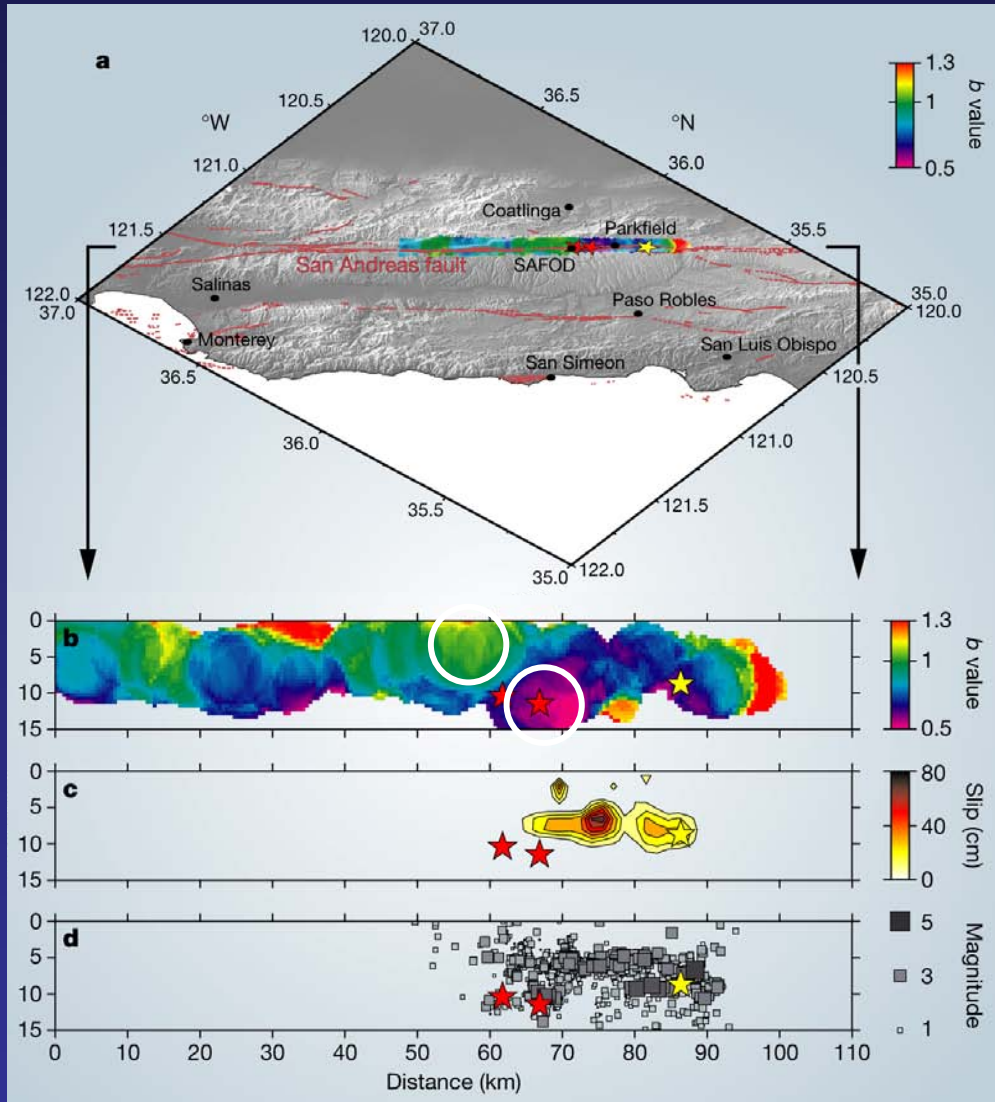 a
120.0 37.0
120.5 36.5
°W °N
121.0 36.0
121.5 35.5
122.0 35.0
37.0 120.0
Coatlinga
Parkfield
San Andreas fault
SAFOD
Salinas
Paso Robles
Monterey
San Luis Obispo
San Simeon
36.5 120.5
36.0 121.0
35.5 121.5
35.0 122.0
1.3
1
0.5
b value
b
0
5
10
15
1.3
1
0.5
b value
c
0
5
10
15
80
40
0
Slip (cm)
d
0
5
10
15
5
3
1
Magnitude
0 10 20 30 40 50 60 70 80 90 100 110
Distance (km)